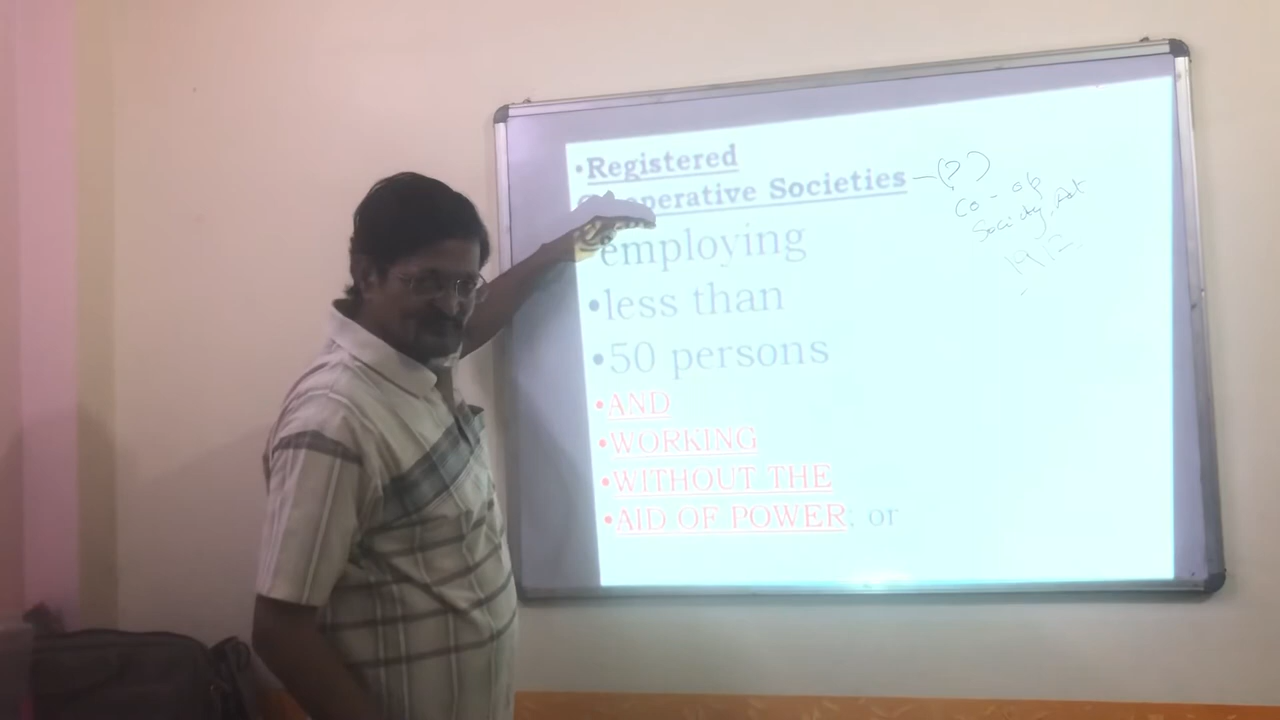 •Registered
Cooperative Societies – (?)
Co-op
Society Act
1912
employing
•less than
•50 persons
•AND
•WORKING
•WITHOUT THE
•AID OF POWER; or